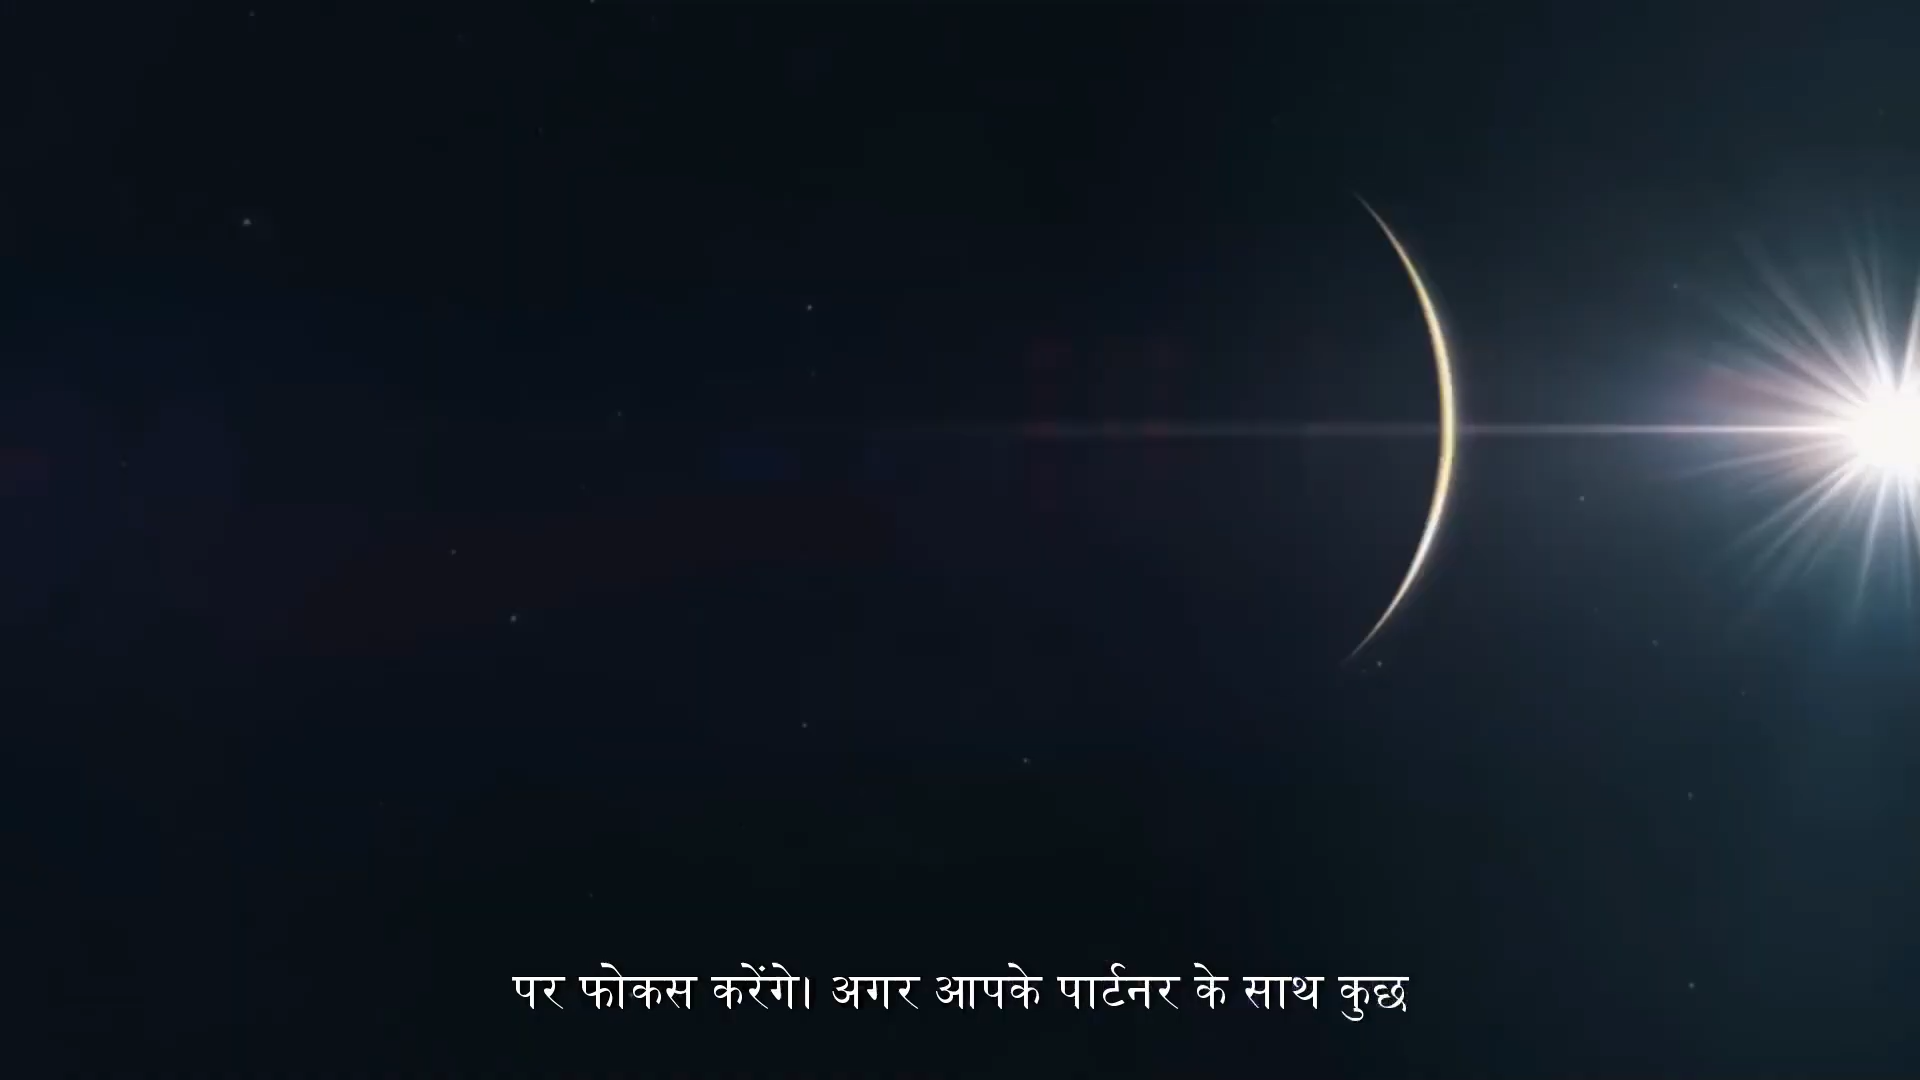 पर फोकस करेंगे। अगर आपके पार्टनर के साथ कुछ